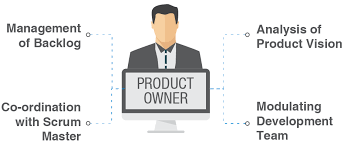 Management
of Backlog
Analysis of
Product Vision
PRODUCT
OWNER
Co-ordination
with Scrum
Master
Modulating
Development
Team